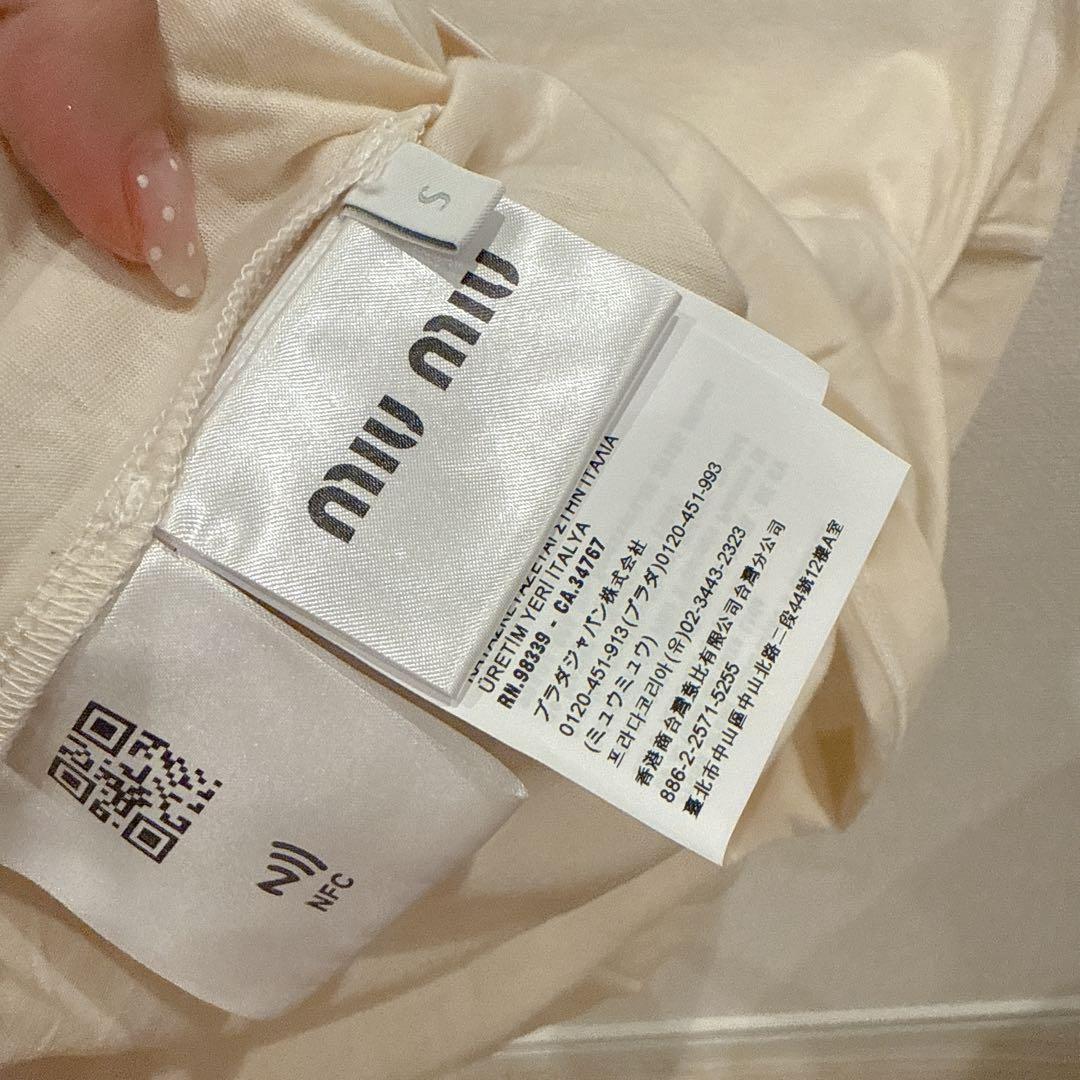 S
MIU MIU
ÜRETİM YERİ İTALYA
RN.98339 - CA.34767
プラダジャパン株式会社
0120-451-913(プラダ)0120-451-993
(ミュウミュウ)
프라다코리아(유)02-3443-2323
香港商台灣意比有限公司台灣分公司
886-2-2571-5255
臺北市中山區中山北路二段44號12樓A室
NFC